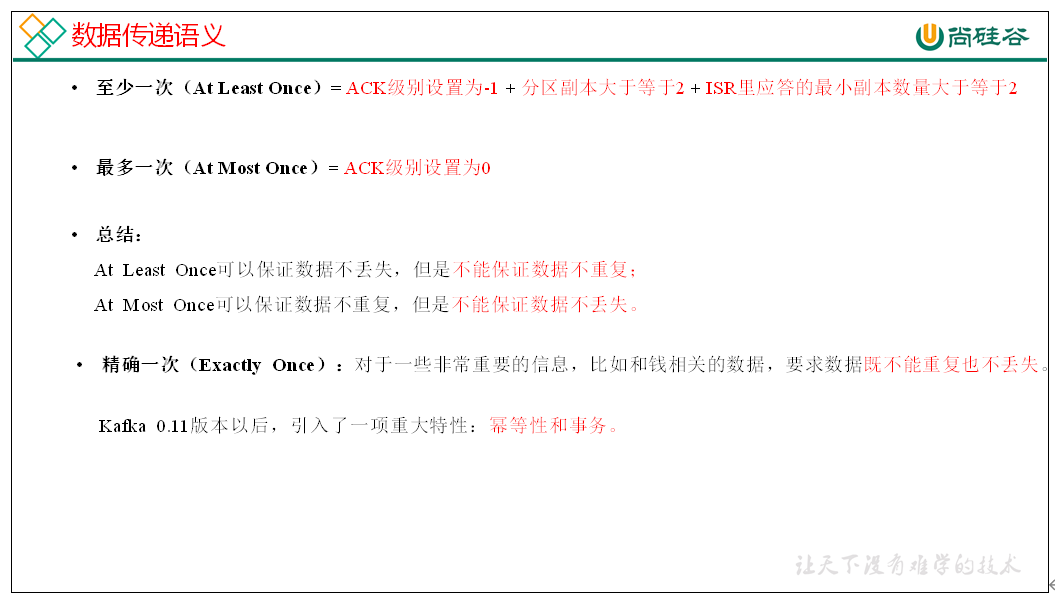 数据传递语义
尚硅谷
• 至少一次（At Least Once）= ACK级别设置为-1 + 分区副本大于等于2 + ISR里应答的最小副本数量大于等于2
• 最多一次（At Most Once）= ACK级别设置为0
• 总结：
At Least Once可以保证数据不丢失，但是不能保证数据不重复；
At Most Once可以保证数据不重复，但是不能保证数据不丢失。
• 精确一次（Exactly Once）：对于一些非常重要的信息，比如和钱相关的数据，要求数据既不能重复也不丢失。
Kafka 0.11版本以后，引入了一项重大特性：幂等性和事务。
让天下没有难学的技术